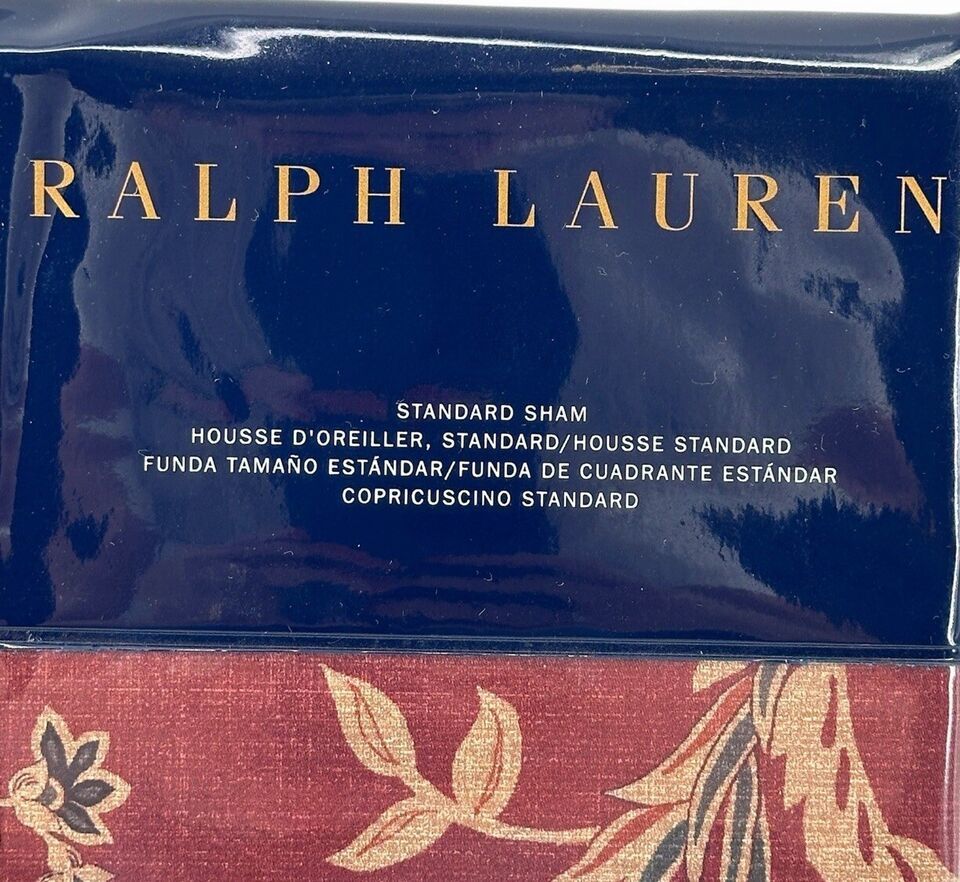 RALPH LAUREN
STANDARD SHAM
HOUSSE D'OREILLER, STANDARD/HOUSSE STANDARD
FUNDA TAMAÑO ESTÁNDAR/FUNDA DE CUADRANTE ESTÁNDAR
COPRICUSCINO STANDARD